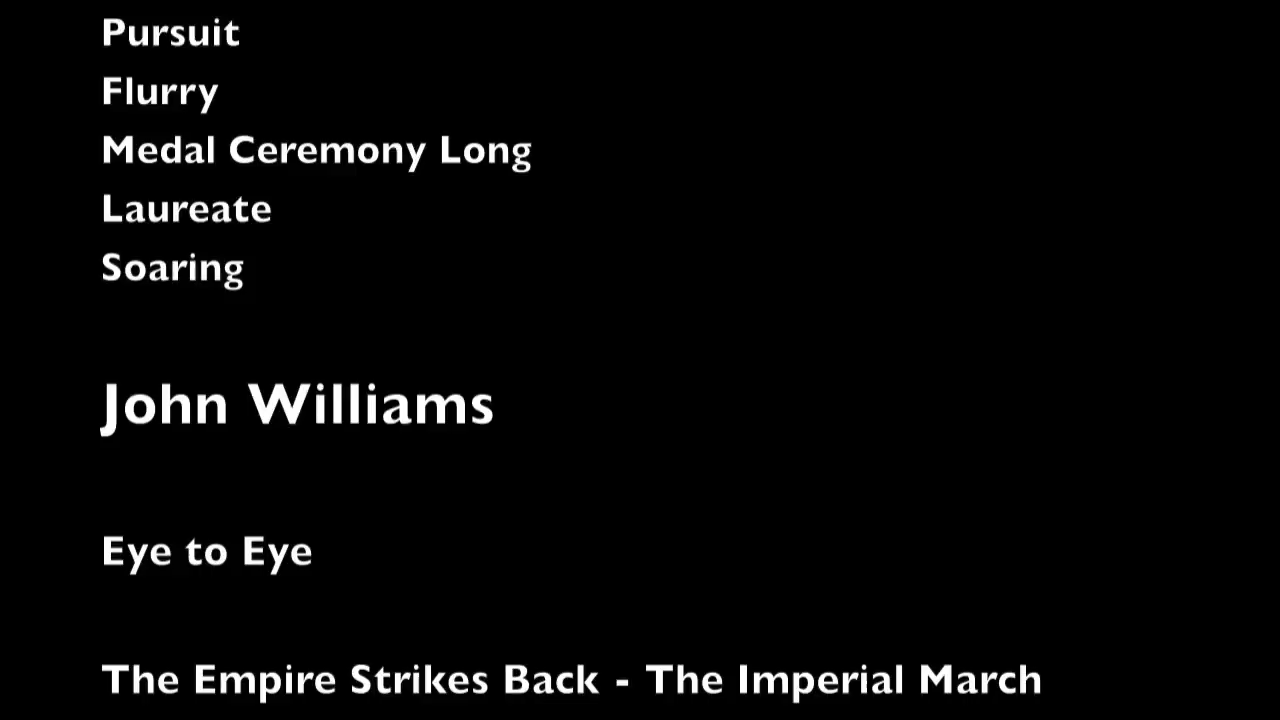 Pursuit
Flurry
Medal Ceremony Long
Laureate
Soaring
John Williams
Eye to Eye
The Empire Strikes Back - The Imperial March